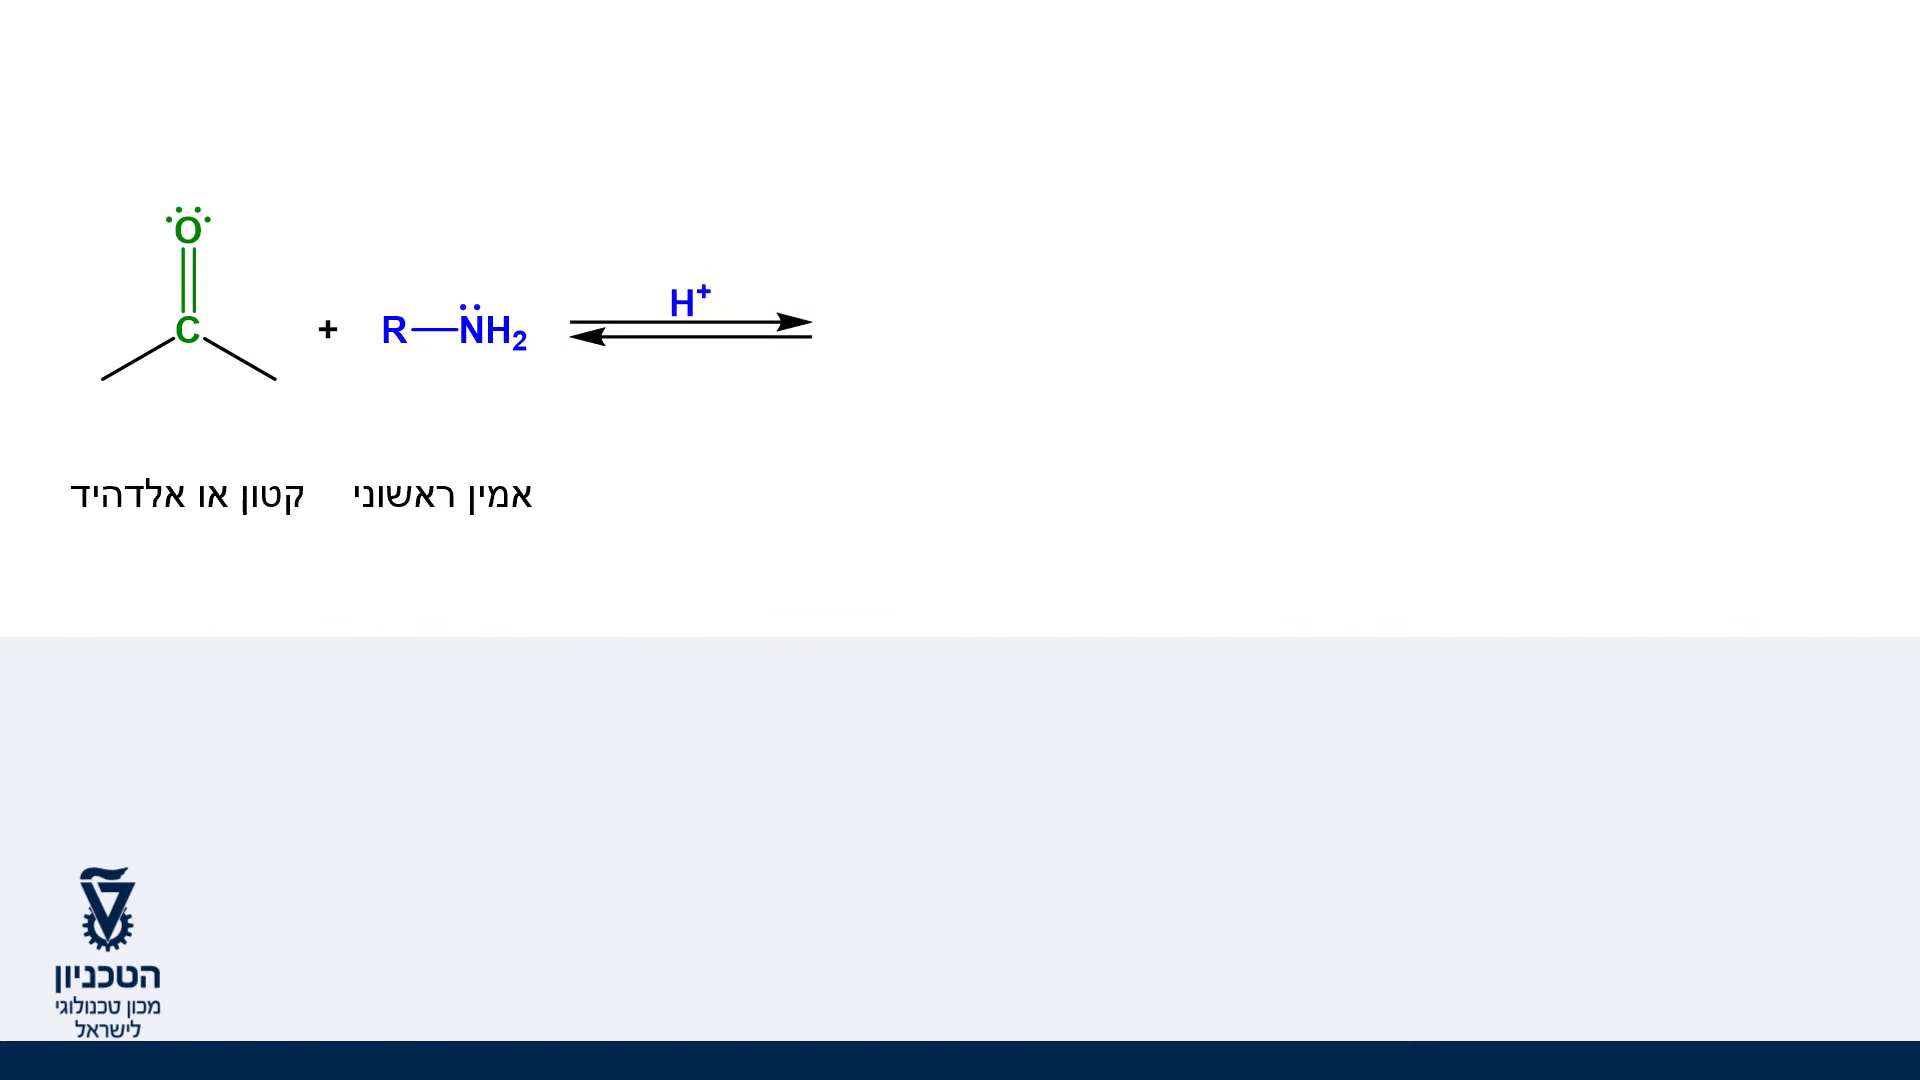 O
C + R—NH₂ H⁺
קטון או אלדהיד אמין ראשוני
הטכניון
מכון טכנולוגי
לישראל